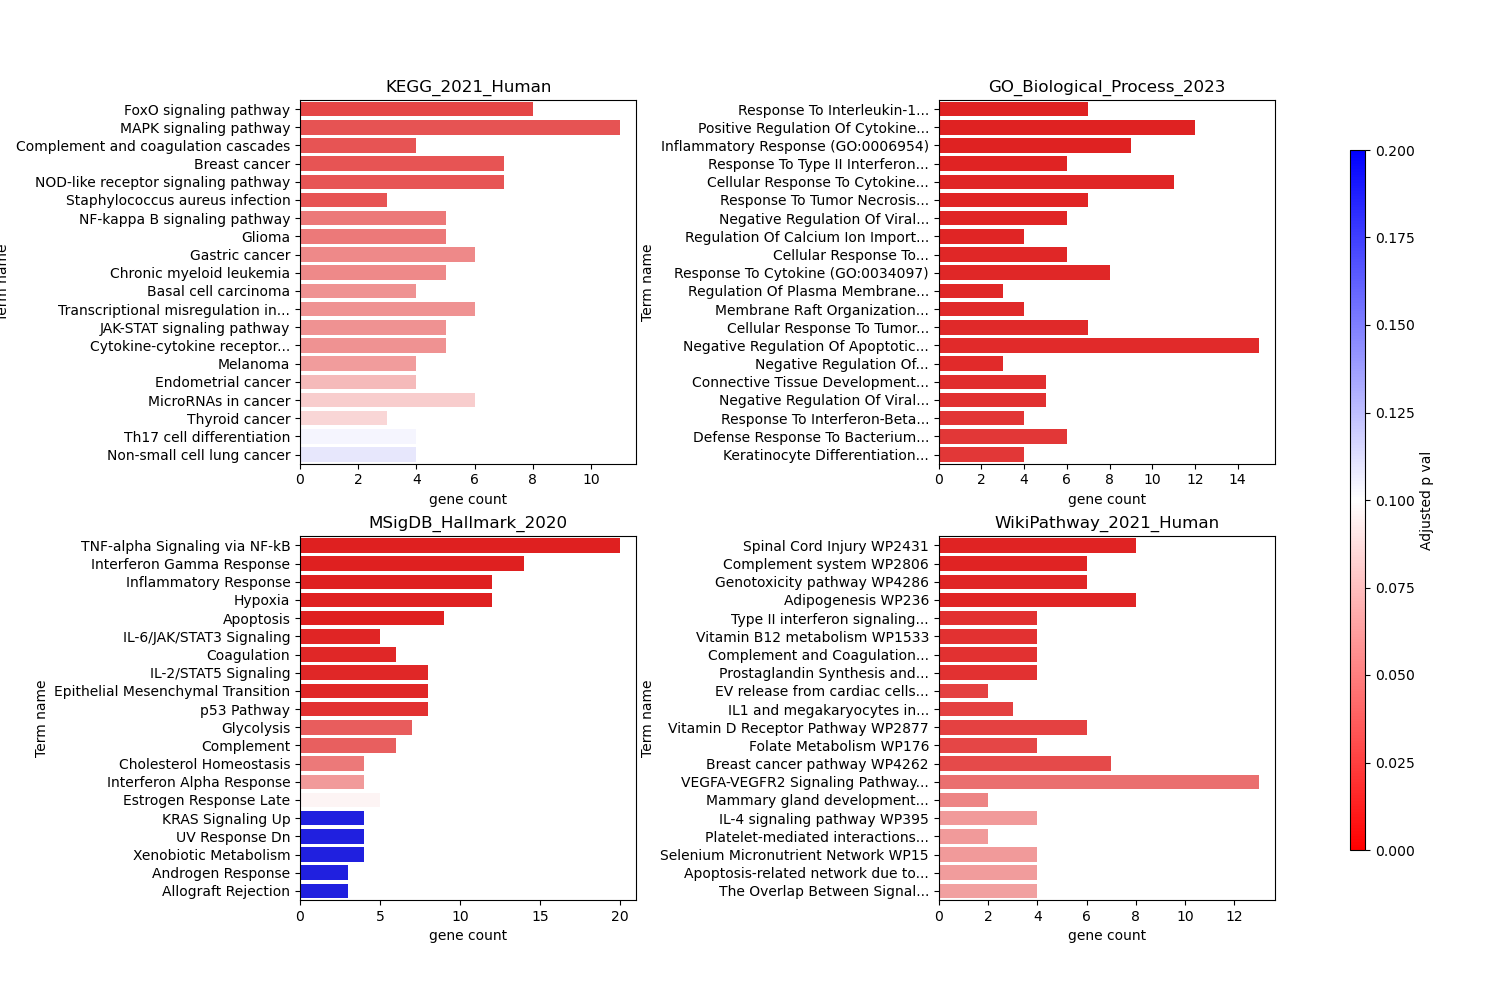 KEGG_2021_Human
Term name
FoxO signaling pathway
MAPK signaling pathway
Complement and coagulation cascades
Breast cancer
NOD-like receptor signaling pathway
Staphylococcus aureus infection
NF-kappa B signaling pathway
Glioma
Gastric cancer
Chronic myeloid leukemia
Basal cell carcinoma
Transcriptional misregulation in...
JAK-STAT signaling pathway
Cytokine-cytokine receptor...
Melanoma
Endometrial cancer
MicroRNAs in cancer
Thyroid cancer
Th17 cell differentiation
Non-small cell lung cancer
0 2 4 6 8 10
gene count
GO_Biological_Process_2023
Term name
Response To Interleukin-1...
Positive Regulation Of Cytokine...
Inflammatory Response (GO:0006954)
Response To Type II Interferon...
Cellular Response To Cytokine...
Response To Tumor Necrosis...
Negative Regulation Of Viral...
Regulation Of Calcium Ion Import...
Cellular Response To...
Response To Cytokine (GO:0034097)
Regulation Of Plasma Membrane...
Membrane Raft Organization...
Cellular Response To Tumor...
Negative Regulation Of Apoptotic...
Negative Regulation Of...
Connective Tissue Development...
Negative Regulation Of Viral...
Response To Interferon-Beta...
Defense Response To Bacterium...
Keratinocyte Differentiation...
0 2 4 6 8 10 12 14
gene count
MSigDB_Hallmark_2020
Term name
TNF-alpha Signaling via NF-kB
Interferon Gamma Response
Inflammatory Response
Hypoxia
Apoptosis
IL-6/JAK/STAT3 Signaling
Coagulation
IL-2/STAT5 Signaling
Epithelial Mesenchymal Transition
p53 Pathway
Glycolysis
Complement
Cholesterol Homeostasis
Interferon Alpha Response
Estrogen Response Late
KRAS Signaling Up
UV Response Dn
Xenobiotic Metabolism
Androgen Response
Allograft Rejection
0 5 10 15 20
gene count
WikiPathway_2021_Human
Term name
Spinal Cord Injury WP2431
Complement system WP2806
Genotoxicity pathway WP4286
Adipogenesis WP236
Type II interferon signaling...
Vitamin B12 metabolism WP1533
Complement and Coagulation...
Prostaglandin Synthesis and...
EV release from cardiac cells...
IL1 and megakaryocytes in...
Vitamin D Receptor Pathway WP2877
Folate Metabolism WP176
Breast cancer pathway WP4262
VEGFA-VEGFR2 Signaling Pathway...
Mammary gland development...
IL-4 signaling pathway WP395
Platelet-mediated interactions...
Selenium Micronutrient Network WP15
Apoptosis-related network due to...
The Overlap Between Signal...
0 2 4 6 8 10 12
gene count
0.200
0.175
0.150
0.125
0.100
0.075
0.050
0.025
0.000
Adjusted p val